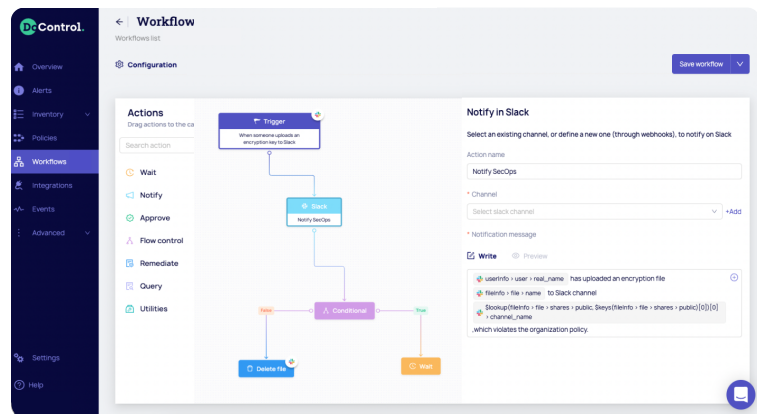 DoControl.
Overview
Alerts
Inventory
Policies
Workflows
Integrations
Events
Advanced
Settings
Help
Workflow
Workflows list
Configuration
Save workflow
Actions
Drag actions to the ca
Search action
Wait
Notify
Approve
Flow control
Remediate
Query
Utilities
Trigger
When someone uploads an
encryption key to Slack
Slack
Notify SecOps
False
Conditional
True
Delete file
Wait
Notify in Slack
Select an existing channel, or define a new one (through webhooks), to notify on Slack
Action name
Notify SecOps
* Channel
Select slack channel
+Add
* Notification message
Write
Preview
userInfo > user > real_name has uploaded an encryption file
fileInfo > file > name to Slack channel
$lookup(fileInfo > file > shares > public, $keys(fileInfo > file > shares > public)[0])[0]
> channel_name
,which violates the organization policy.